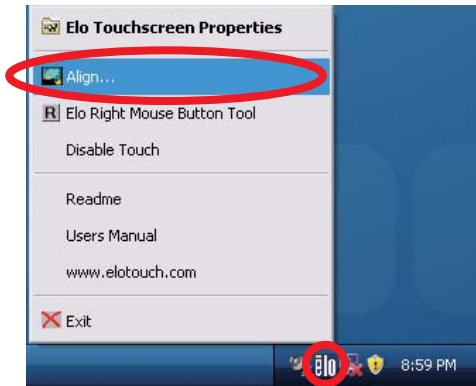 Elo Touchscreen Properties
Align...
R Elo Right Mouse Button Tool
Disable Touch
Readme
Users Manual
www.elotouch.com
Exit
ēlo 8:59 PM